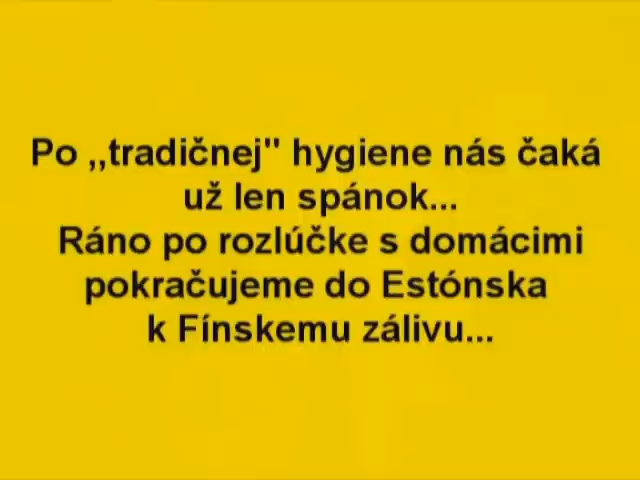 Po ,,tradičnej" hygiene nás čaká
už len spánok...
Ráno po rozlúčke s domácimi
pokračujeme do Estónska
k Fínskemu zálivu...